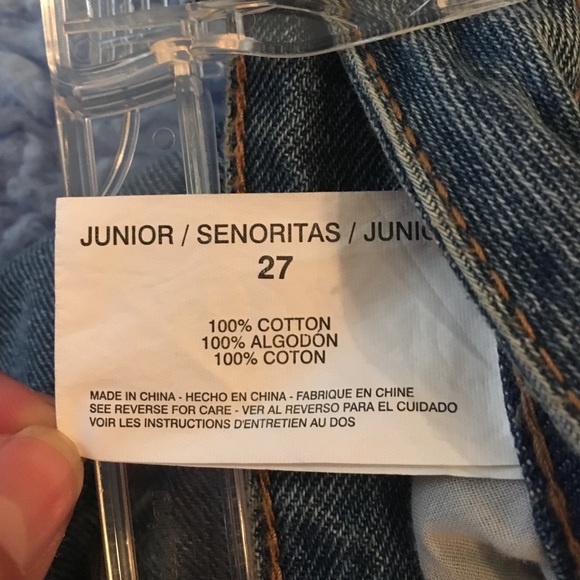 JUNIOR / SENORITAS / JUNIO
27
100% COTTON
100% ALGODÓN
100% COTON
MADE IN CHINA - HECHO EN CHINA - FABRIQUE EN CHINE
SEE REVERSE FOR CARE - VER AL REVERSO PARA EL CUIDADO
VOIR LES INSTRUCTIONS D'ENTRETIEN AU DOS